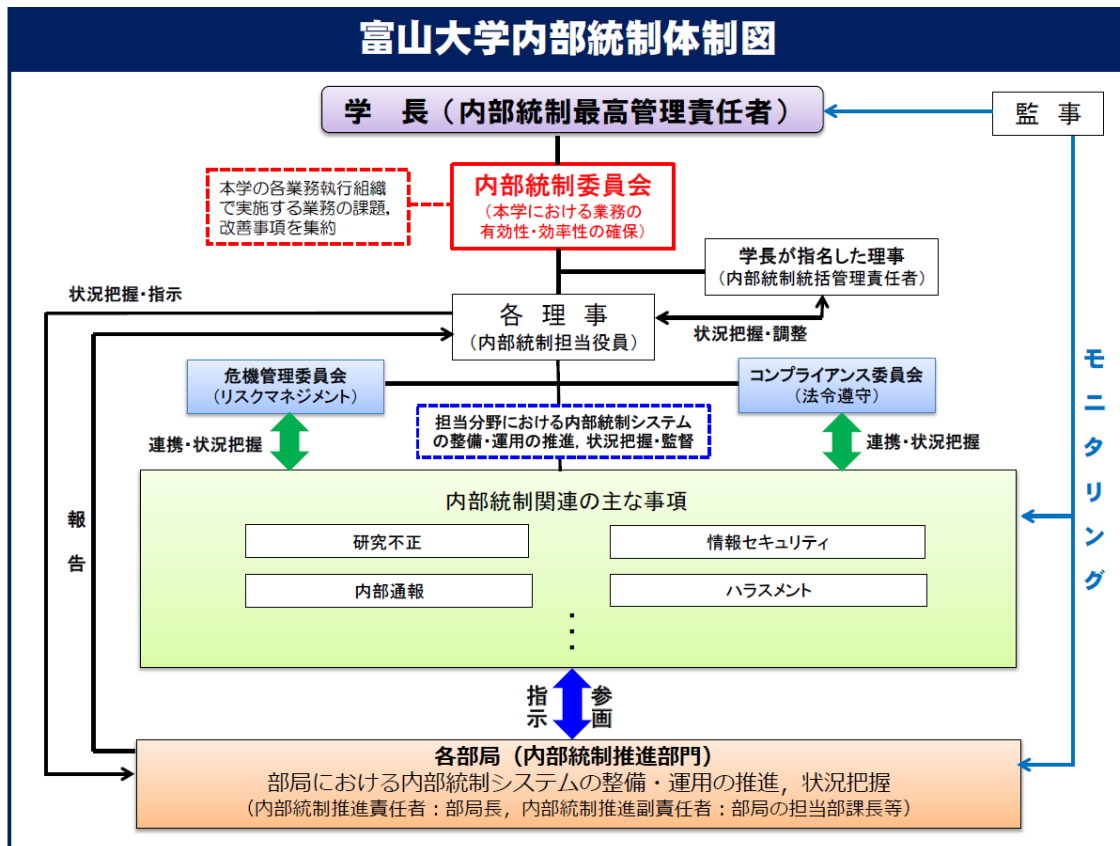 富山大学内部統制体制図
学　長（内部統制最高管理責任者）
監　事
本学の各業務執行組織
で実施する業務の課題，
改善事項を集約
内部統制委員会
（本学における業務の
有効性・効率性の確保）
学長が指名した理事
（内部統制統括管理責任者）
状況把握・指示
各　理　事
（内部統制担当役員）
状況把握・調整
危機管理委員会
（リスクマネジメント）
コンプライアンス委員会
（法令遵守）
担当分野における内部統制システム
の整備・運用の推進，状況把握・監督
連携・状況把握
連携・状況把握
モニタリング
内部統制関連の主な事項
研究不正
情報セキュリティ
内部通報
ハラスメント
・
・
・
報告
指示
参画
各部局（内部統制推進部門）
部局における内部統制システムの整備・運用の推進，状況把握
（内部統制推進責任者：部局長，内部統制推進副責任者：部局の担当部課長等）